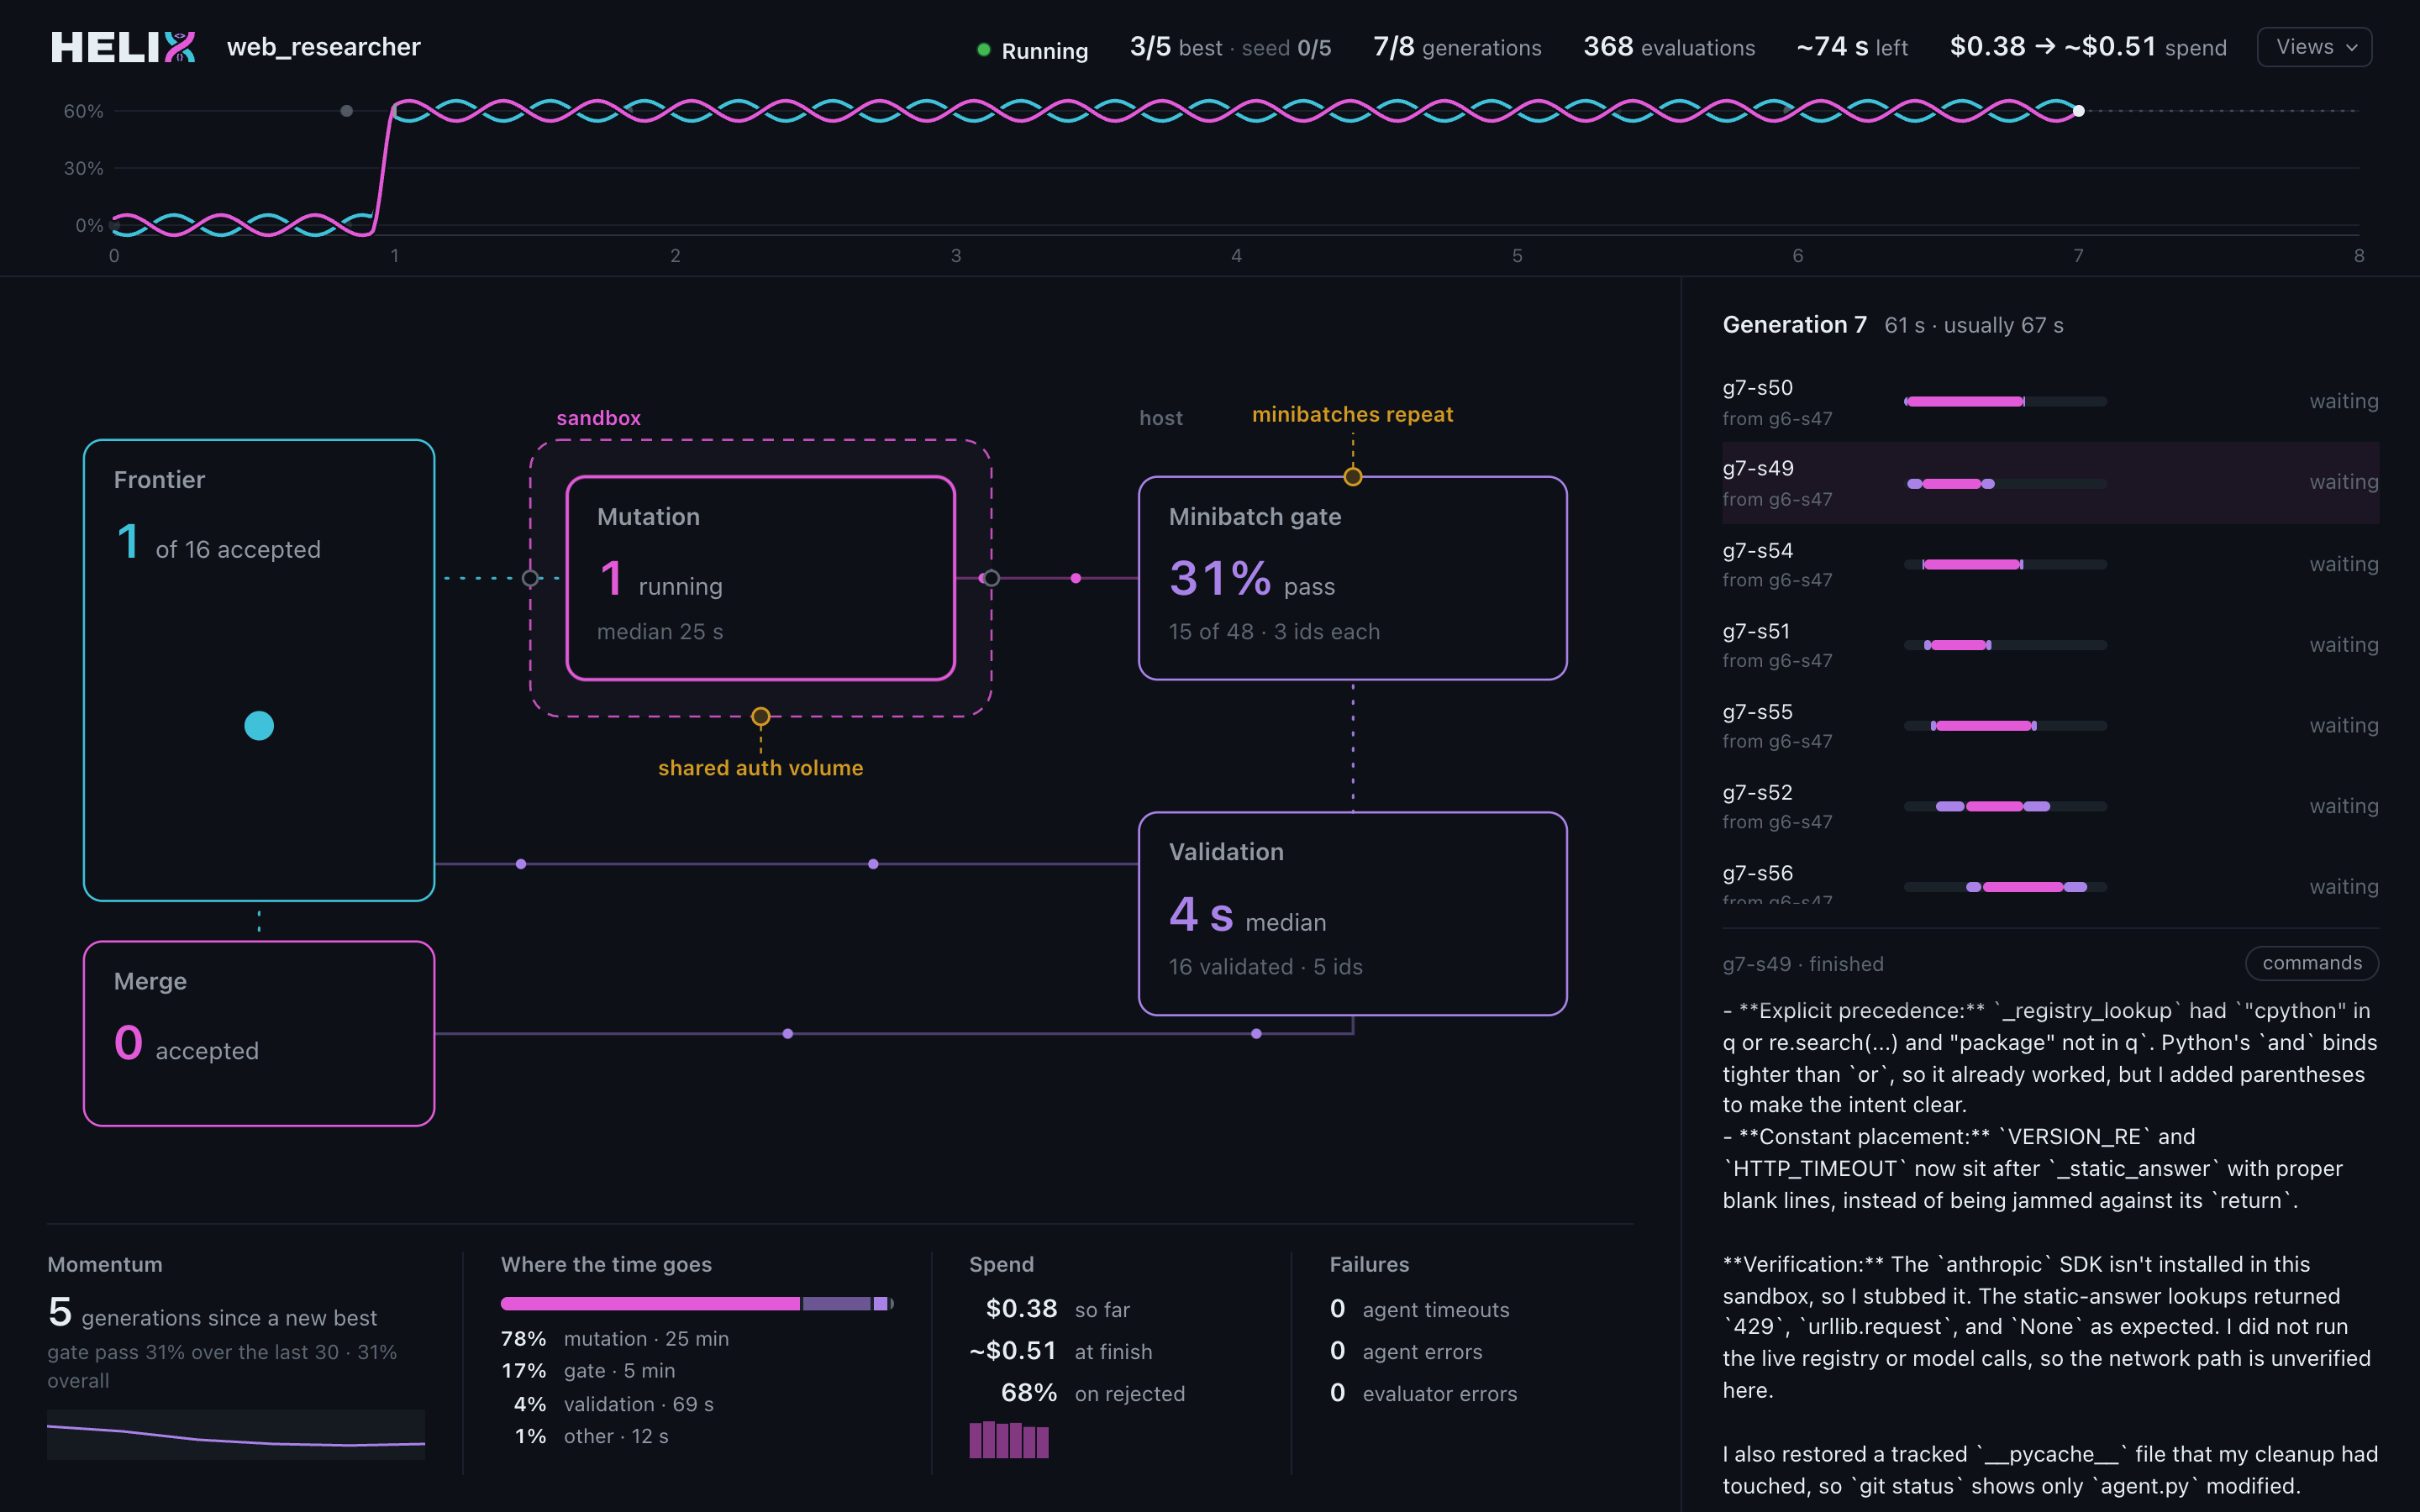 HELIX web_researcher
Running 3/5 best · seed 0/5 7/8 generations 368 evaluations ~74 s left $0.38 → ~$0.51 spend Views
60%
30%
0%
0 1 2 3 4 5 6 7 8
sandbox
host
minibatches repeat
Frontier
1 of 16 accepted
Mutation
1 running
median 25 s
Minibatch gate
31% pass
15 of 48 · 3 ids each
shared auth volume
Validation
4 s median
16 validated · 5 ids
Merge
0 accepted
Momentum
5 generations since a new best
gate pass 31% over the last 30 · 31%
overall
Where the time goes
78% mutation · 25 min
17% gate · 5 min
4% validation · 69 s
1% other · 12 s
Spend
$0.38 so far
~$0.51 at finish
68% on rejected
Failures
0 agent timeouts
0 agent errors
0 evaluator errors
Generation 7 61 s · usually 67 s
g7-s50 waiting
from g6-s47
g7-s49 waiting
from g6-s47
g7-s54 waiting
from g6-s47
g7-s51 waiting
from g6-s47
g7-s55 waiting
from g6-s47
g7-s52 waiting
from g6-s47
g7-s56 waiting
from g6-s47
g7-s49 · finished commands
- **Explicit precedence:** `_registry_lookup` had `"cpython" in
q or re.search(...) and "package" not in q`. Python's `and` binds
tighter than `or`, so it already worked, but I added parentheses
to make the intent clear.
- **Constant placement:** `VERSION_RE` and
`HTTP_TIMEOUT` now sit after `_static_answer` with proper
blank lines, instead of being jammed against its `return`.
**Verification:** The `anthropic` SDK isn't installed in this
sandbox, so I stubbed it. The static-answer lookups returned
`429`, `urllib.request`, and `None` as expected. I did not run
the live registry or model calls, so the network path is unverified
here.
I also restored a tracked `__pycache__` file that my cleanup had
touched, so `git status` shows only `agent.py` modified.